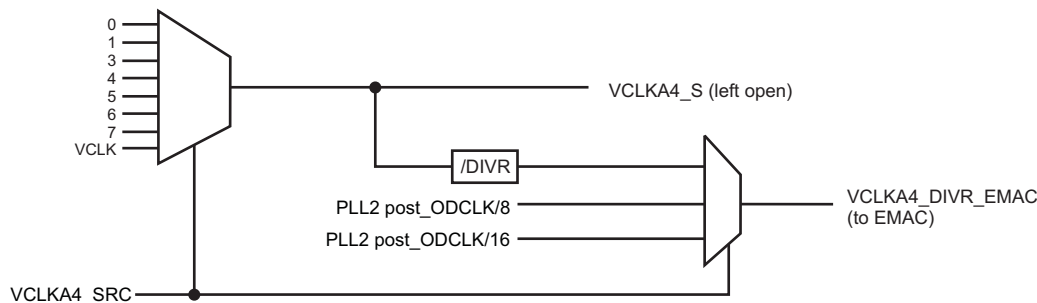 0
1
3
4
5
6
7
VCLK
VCLKA4_S (left open)
/DIVR
PLL2 post_ODCLK/8
VCLKA4_DIVR_EMAC
(to EMAC)
PLL2 post_ODCLK/16
VCLKA4_SRC